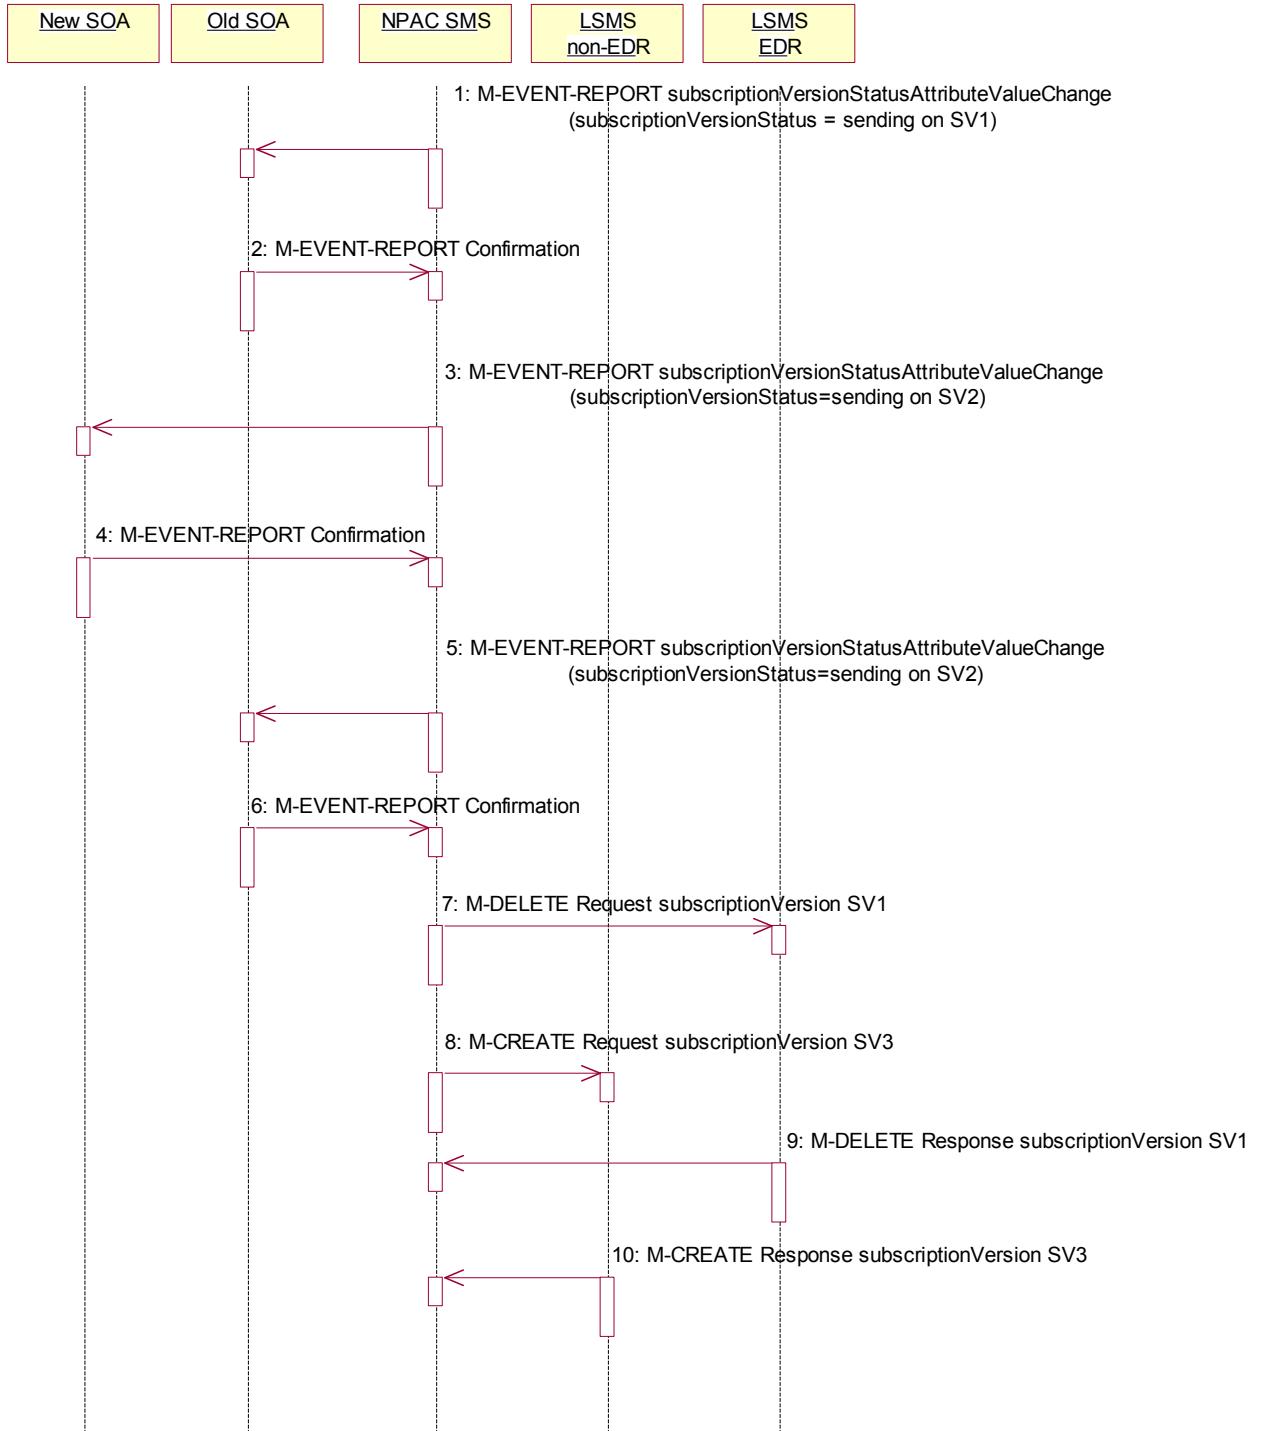 New SOA
Old SOA
NPAC SMS
LSMS
non-EDR
LSMS
EDR
1: M-EVENT-REPORT subscriptionVersionStatusAttributeValueChange
(subscriptionVersionStatus = sending on SV1)
2: M-EVENT-REPORT Confirmation
3: M-EVENT-REPORT subscriptionVersionStatusAttributeValueChange
(subscriptionVersionStatus=sending on SV2)
4: M-EVENT-REPORT Confirmation
5: M-EVENT-REPORT subscriptionVersionStatusAttributeValueChange
(subscriptionVersionStatus=sending on SV2)
6: M-EVENT-REPORT Confirmation
7: M-DELETE Request subscriptionVersion SV1
8: M-CREATE Request subscriptionVersion SV3
9: M-DELETE Response subscriptionVersion SV1
10: M-CREATE Response subscriptionVersion SV3